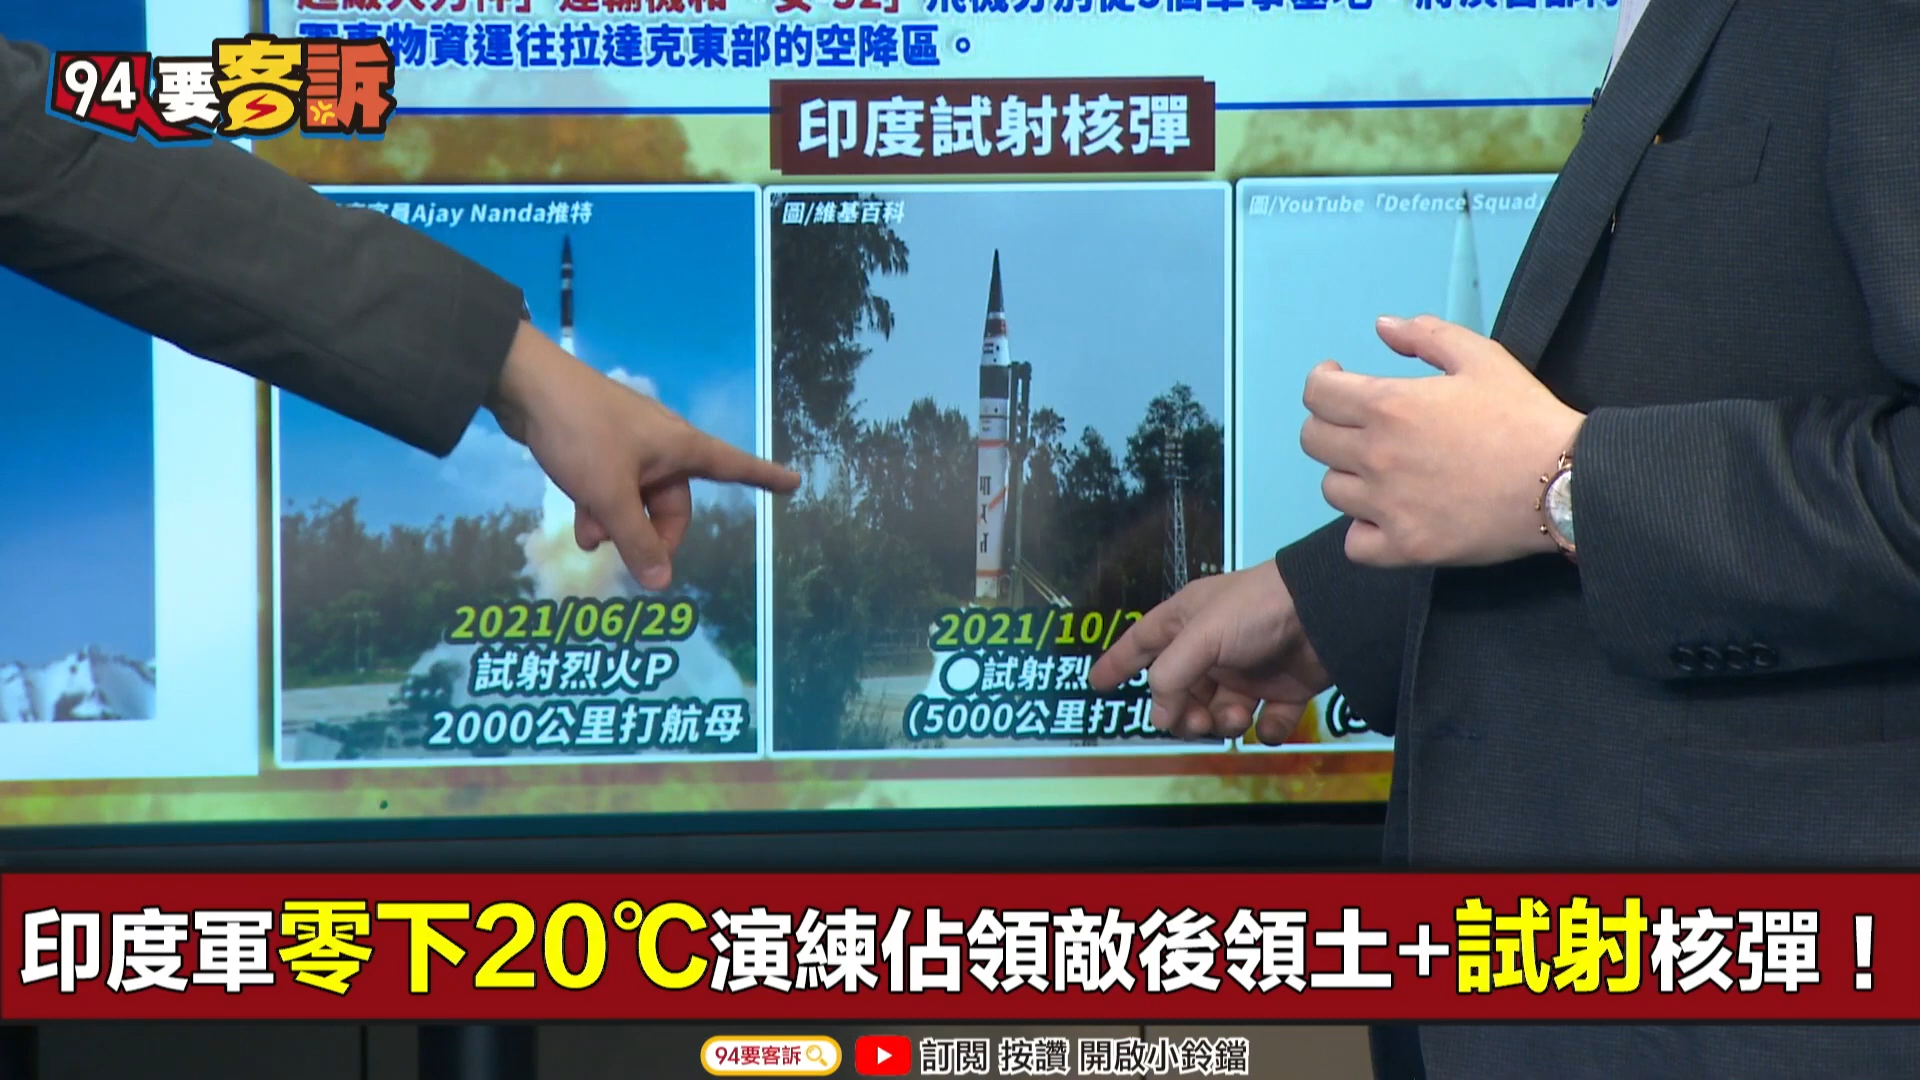 94要客訴
軍事物資運往拉達克東部的空降區。
印度試射核彈
Ajay Nanda推特
圖/維基百科
圖/YouTube「Defence Squad」
2021/06/29
試射烈火P
2000公里打航母
2021/10/
●試射烈
(5000公里打北
印度軍零下20℃演練佔領敵後領土+試射核彈！
94要客訴
訂閱 按讚 開啟小鈴鐺